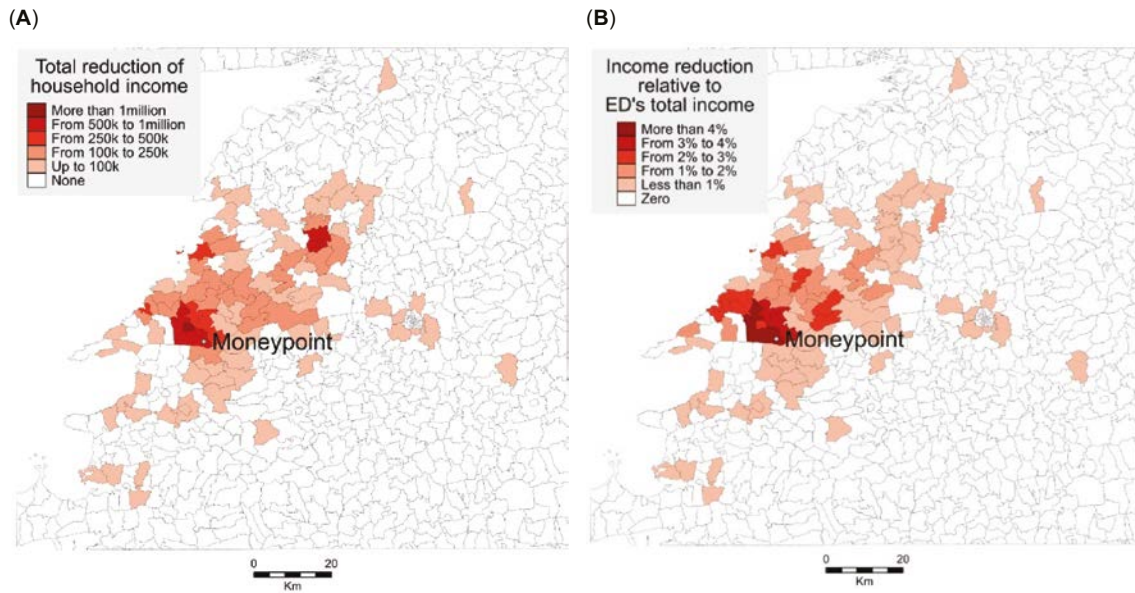 (A)
Total reduction of
household income
More than 1million
From 500k to 1million
From 250k to 500k
From 100k to 250k
Up to 100k
None
Moneypoint
0 20
Km
(B)
Income reduction
relative to
ED's total income
More than 4%
From 3% to 4%
From 2% to 3%
From 1% to 2%
Less than 1%
Zero
Moneypoint
0 20
Km